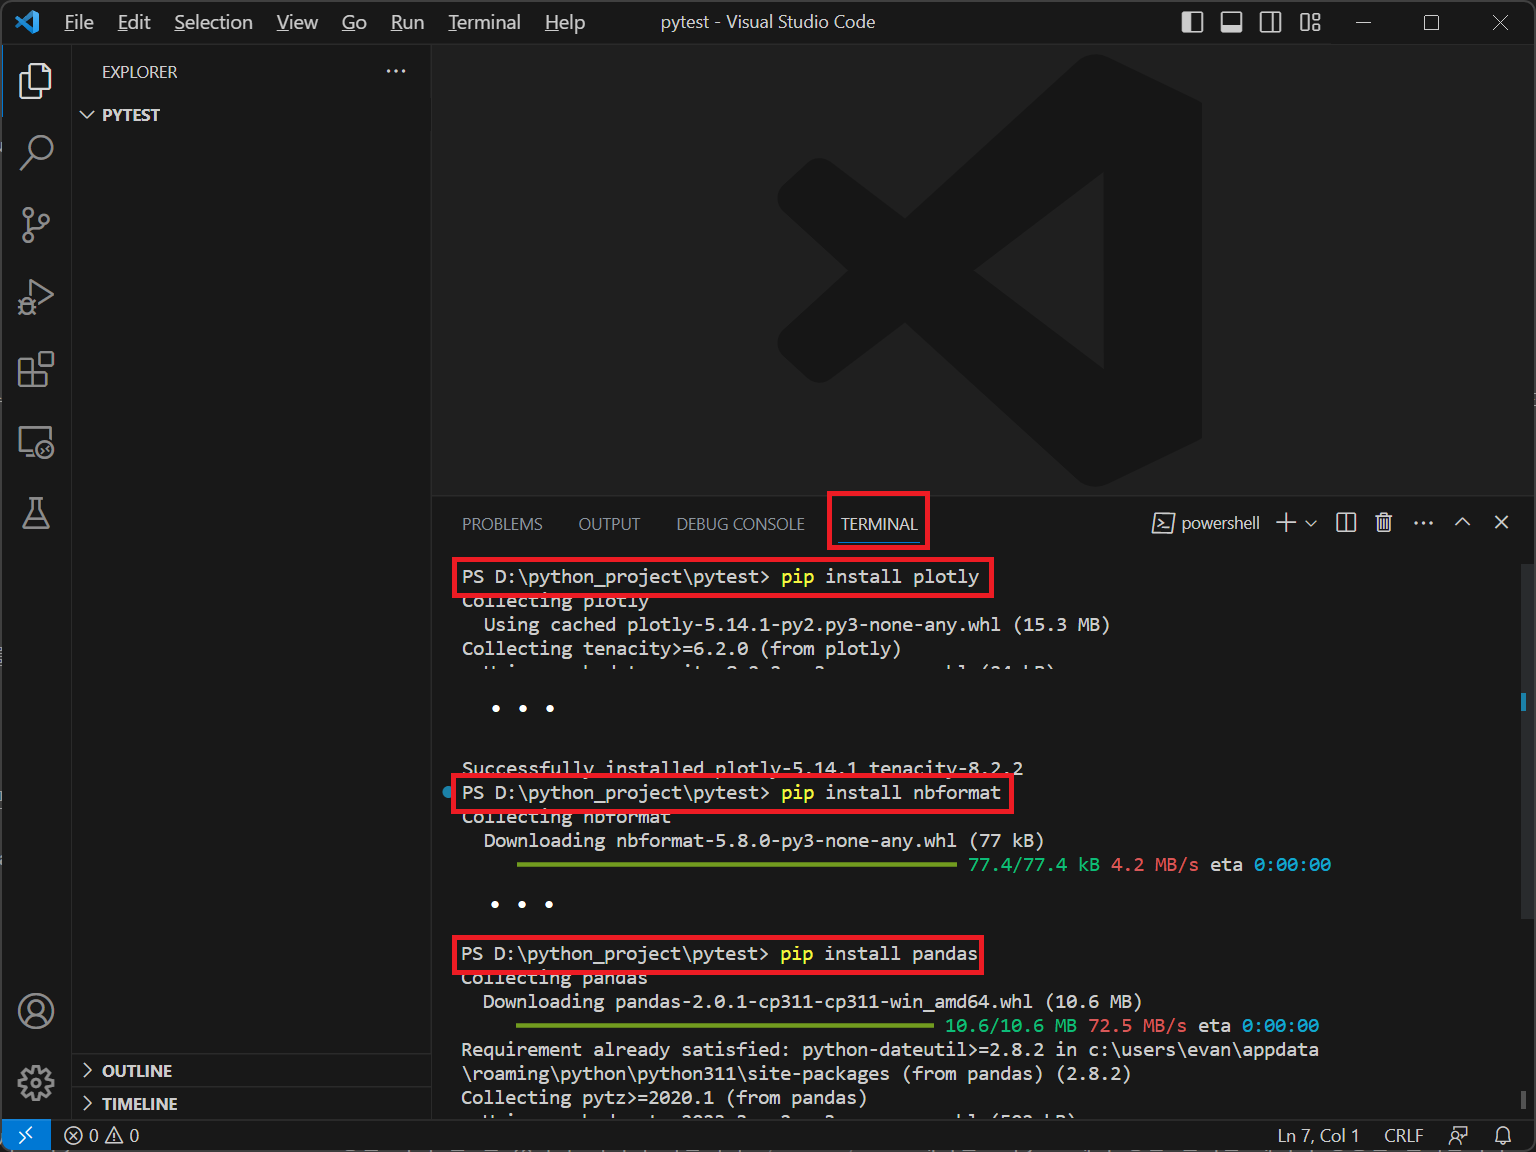 File Edit Selection View Go Run Terminal Help pytest - Visual Studio Code
EXPLORER
PYTEST
PROBLEMS OUTPUT DEBUG CONSOLE TERMINAL powershell
PS D:\python_project\pytest> pip install plotly
Collecting plotly
Using cached plotly-5.14.1-py2.py3-none-any.whl (15.3 MB)
Collecting tenacity>=6.2.0 (from plotly)
• • •
Successfully installed plotly-5.14.1 tenacity-8.2.2
PS D:\python_project\pytest> pip install nbformat
Collecting nbformat
Downloading nbformat-5.8.0-py3-none-any.whl (77 kB)
77.4/77.4 kB 4.2 MB/s eta 0:00:00
• • •
PS D:\python_project\pytest> pip install pandas
Collecting pandas
Downloading pandas-2.0.1-cp311-cp311-win_amd64.whl (10.6 MB)
10.6/10.6 MB 72.5 MB/s eta 0:00:00
Requirement already satisfied: python-dateutil>=2.8.2 in c:\users\evan\appdata
\roaming\python\python311\site-packages (from pandas) (2.8.2)
Collecting pytz>=2020.1 (from pandas)
OUTLINE
TIMELINE
0 0 Ln 7, Col 1 CRLF